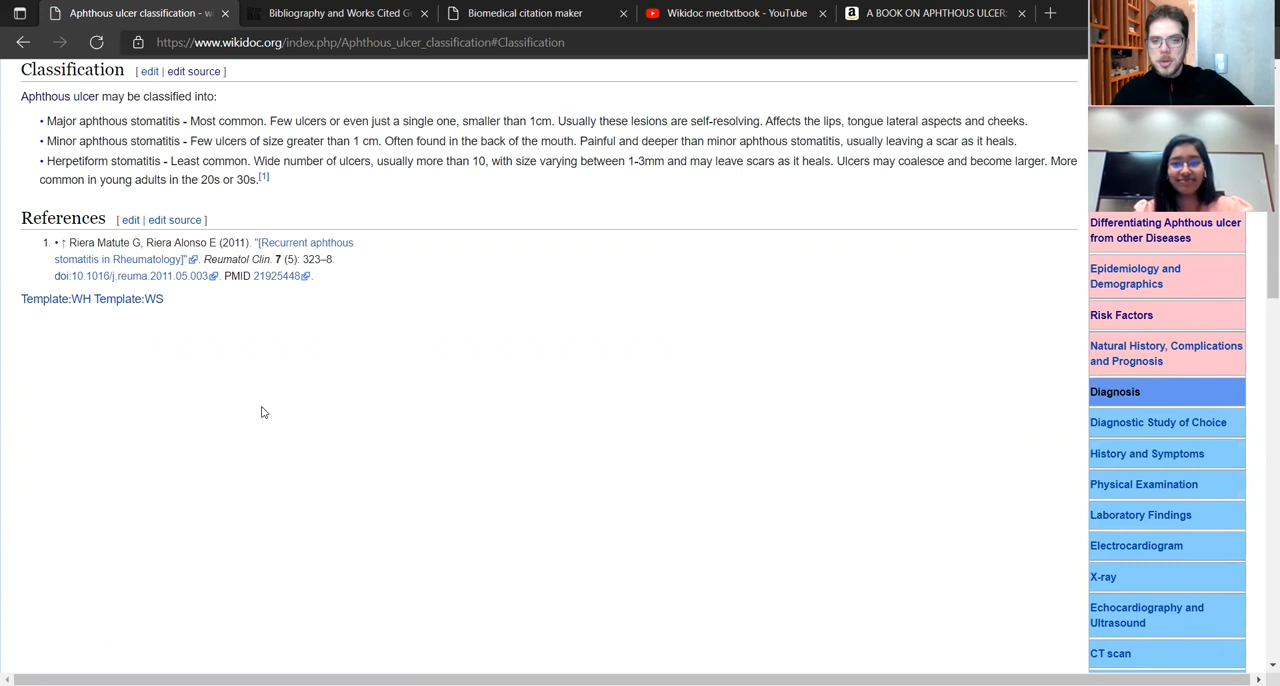 Aphthous ulcer classification - wi
Bibliography and Works Cited Ge
Biomedical citation maker
Wikidoc medtxtbook - YouTube
A BOOK ON APHTHOUS ULCER:
https://www.wikidoc.org/index.php/Aphthous_ulcer_classification#Classification
Classification [ edit | edit source ]
Aphthous ulcer may be classified into:
• Major aphthous stomatitis - Most common. Few ulcers or even just a single one, smaller than 1cm. Usually these lesions are self-resolving. Affects the lips, tongue lateral aspects and cheeks.
• Minor aphthous stomatitis - Few ulcers of size greater than 1 cm. Often found in the back of the mouth. Painful and deeper than minor aphthous stomatitis, usually leaving a scar as it heals.
• Herpetiform stomatitis - Least common. Wide number of ulcers, usually more than 10, with size varying between 1-3mm and may leave scars as it heals. Ulcers may coalesce and become larger. More
common in young adults in the 20s or 30s.[1]
References [ edit | edit source ]
1. • ↑ Riera Matute G, Riera Alonso E (2011). "[Recurrent aphthous
stomatitis in Rheumatology]". Reumatol Clin. 7 (5): 323–8.
doi:10.1016/j.reuma.2011.05.003. PMID 21925448.
Template:WH Template:WS
Differentiating Aphthous ulcer
from other Diseases
Epidemiology and
Demographics
Risk Factors
Natural History, Complications
and Prognosis
Diagnosis
Diagnostic Study of Choice
History and Symptoms
Physical Examination
Laboratory Findings
Electrocardiogram
X-ray
Echocardiography and
Ultrasound
CT scan